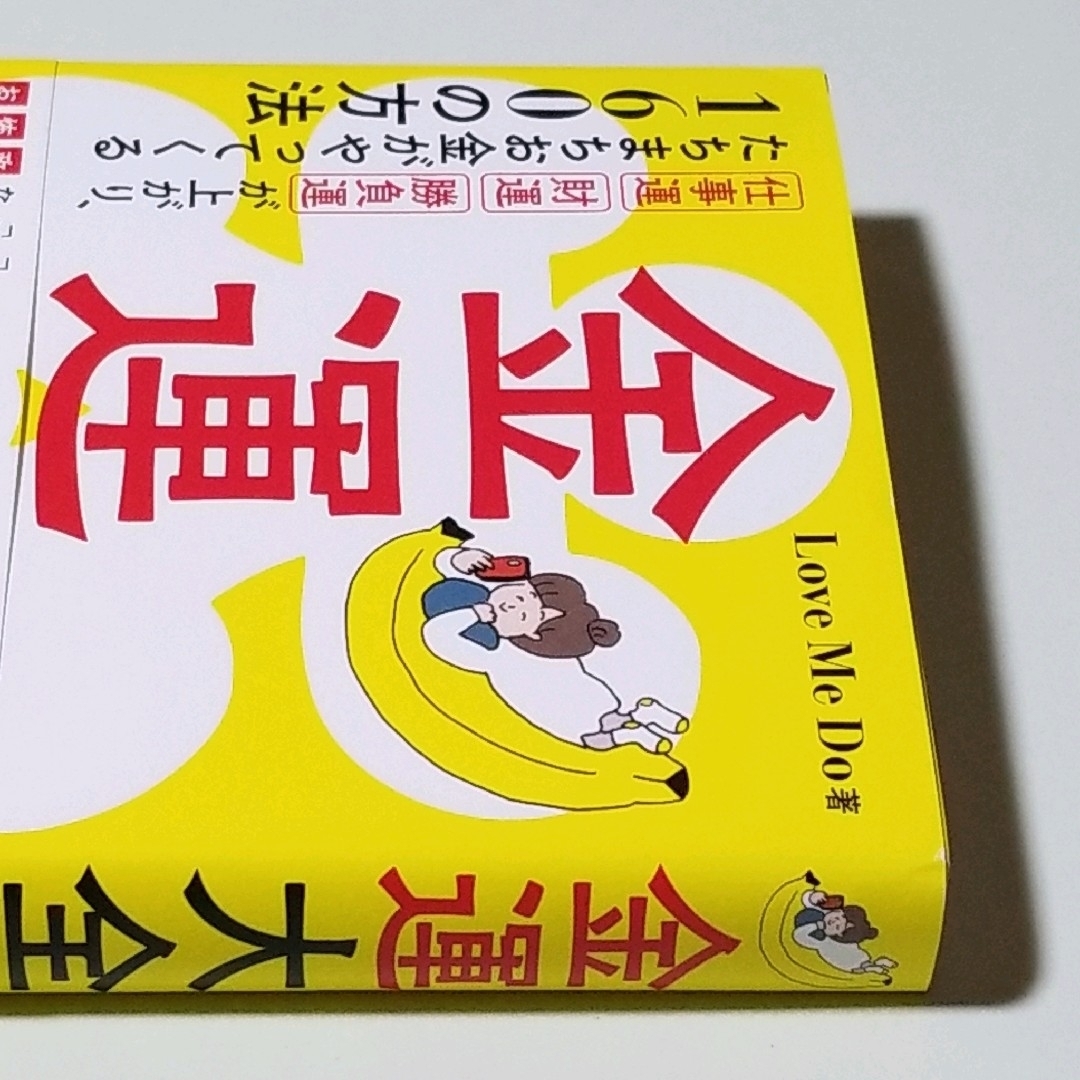 Love Me Do 著
金運
仕事運 財運 勝負運 が上がり、
たちまちお金がやってくる
160の方法
金運大全